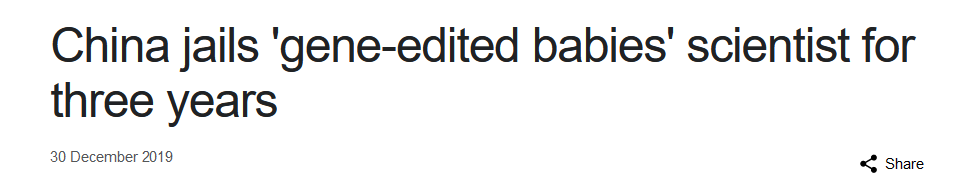 China jails 'gene-edited babies' scientist for
three years
30 December 2019
Share